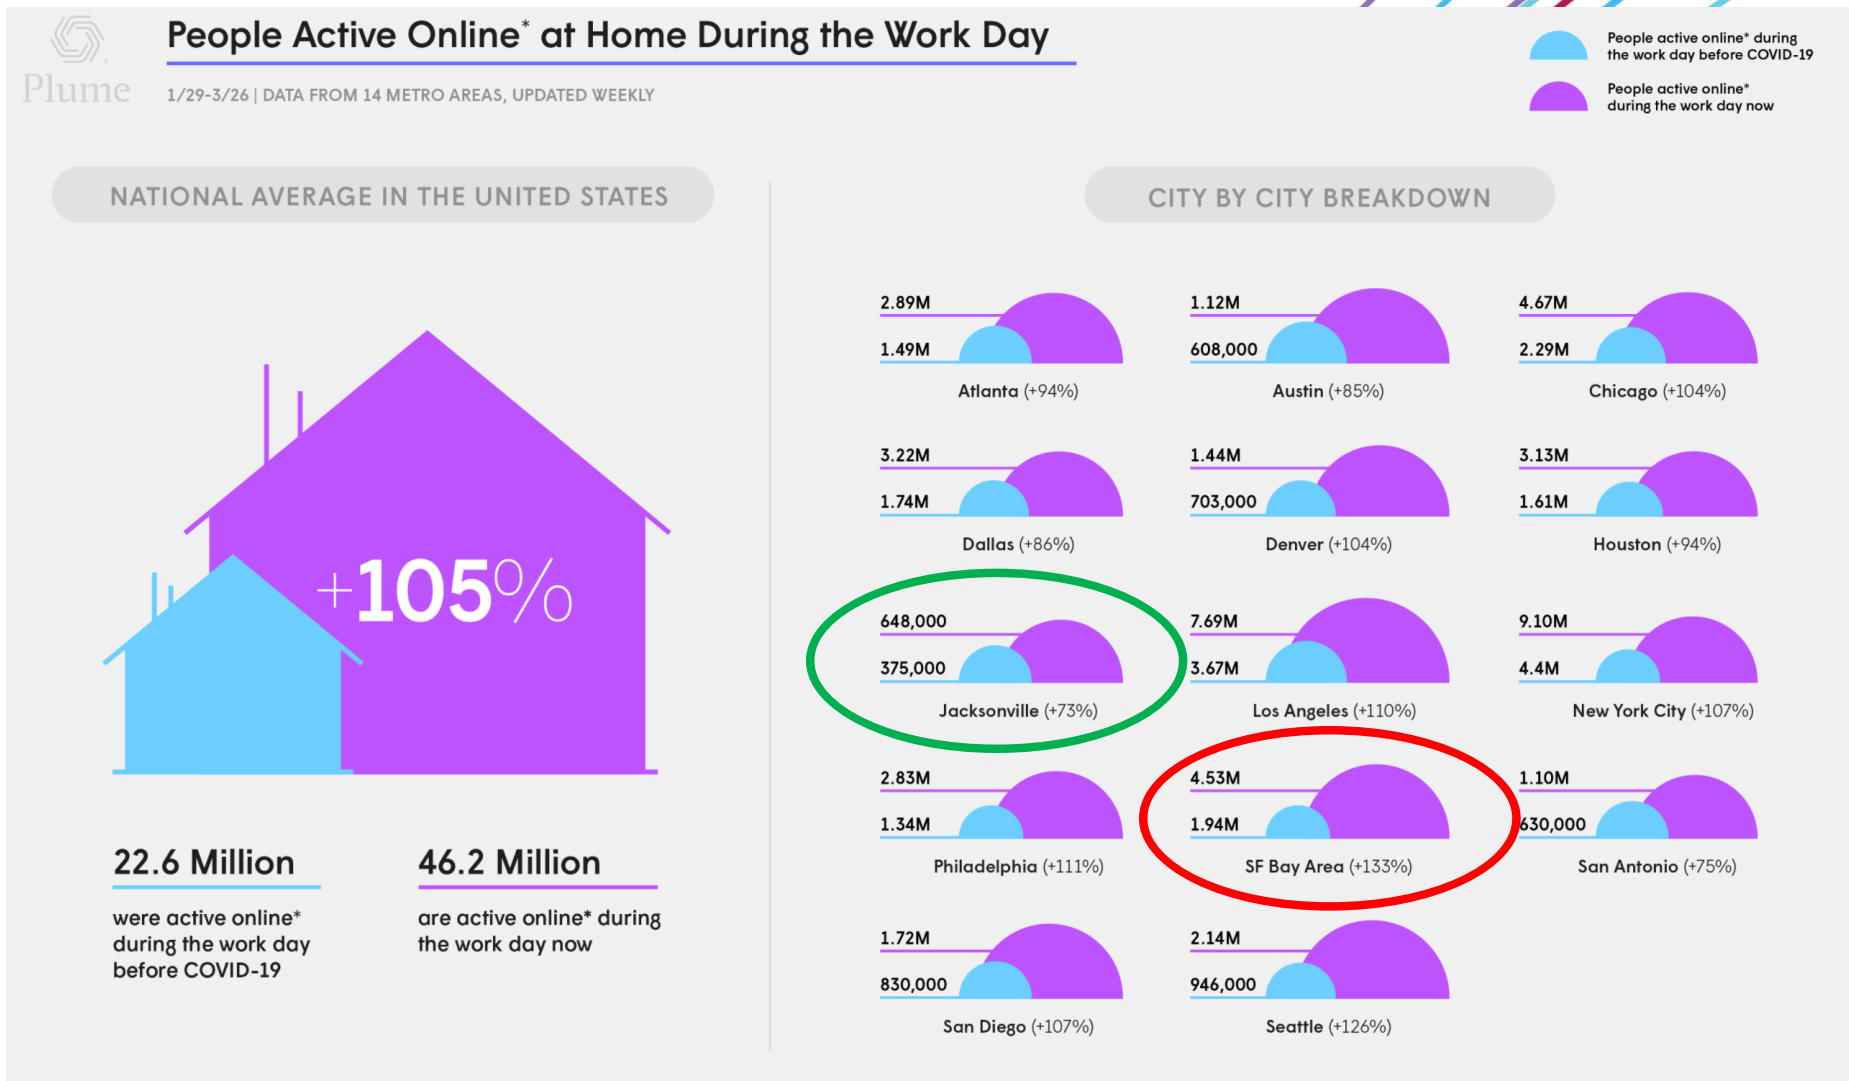 Plume
People Active Online* at Home During the Work Day
1/29-3/26 | DATA FROM 14 METRO AREAS, UPDATED WEEKLY
People active online* during
the work day before COVID-19
People active online*
during the work day now
NATIONAL AVERAGE IN THE UNITED STATES
+105%
22.6 Million
were active online*
during the work day
before COVID-19
46.2 Million
are active online* during
the work day now
CITY BY CITY BREAKDOWN
2.89M
1.49M
Atlanta (+94%)
1.12M
608,000
Austin (+85%)
4.67M
2.29M
Chicago (+104%)
3.22M
1.74M
Dallas (+86%)
1.44M
703,000
Denver (+104%)
3.13M
1.61M
Houston (+94%)
648,000
375,000
Jacksonville (+73%)
7.69M
3.67M
Los Angeles (+110%)
9.10M
4.4M
New York City (+107%)
2.83M
1.34M
Philadelphia (+111%)
4.53M
1.94M
SF Bay Area (+133%)
1.10M
630,000
San Antonio (+75%)
1.72M
830,000
San Diego (+107%)
2.14M
946,000
Seattle (+126%)